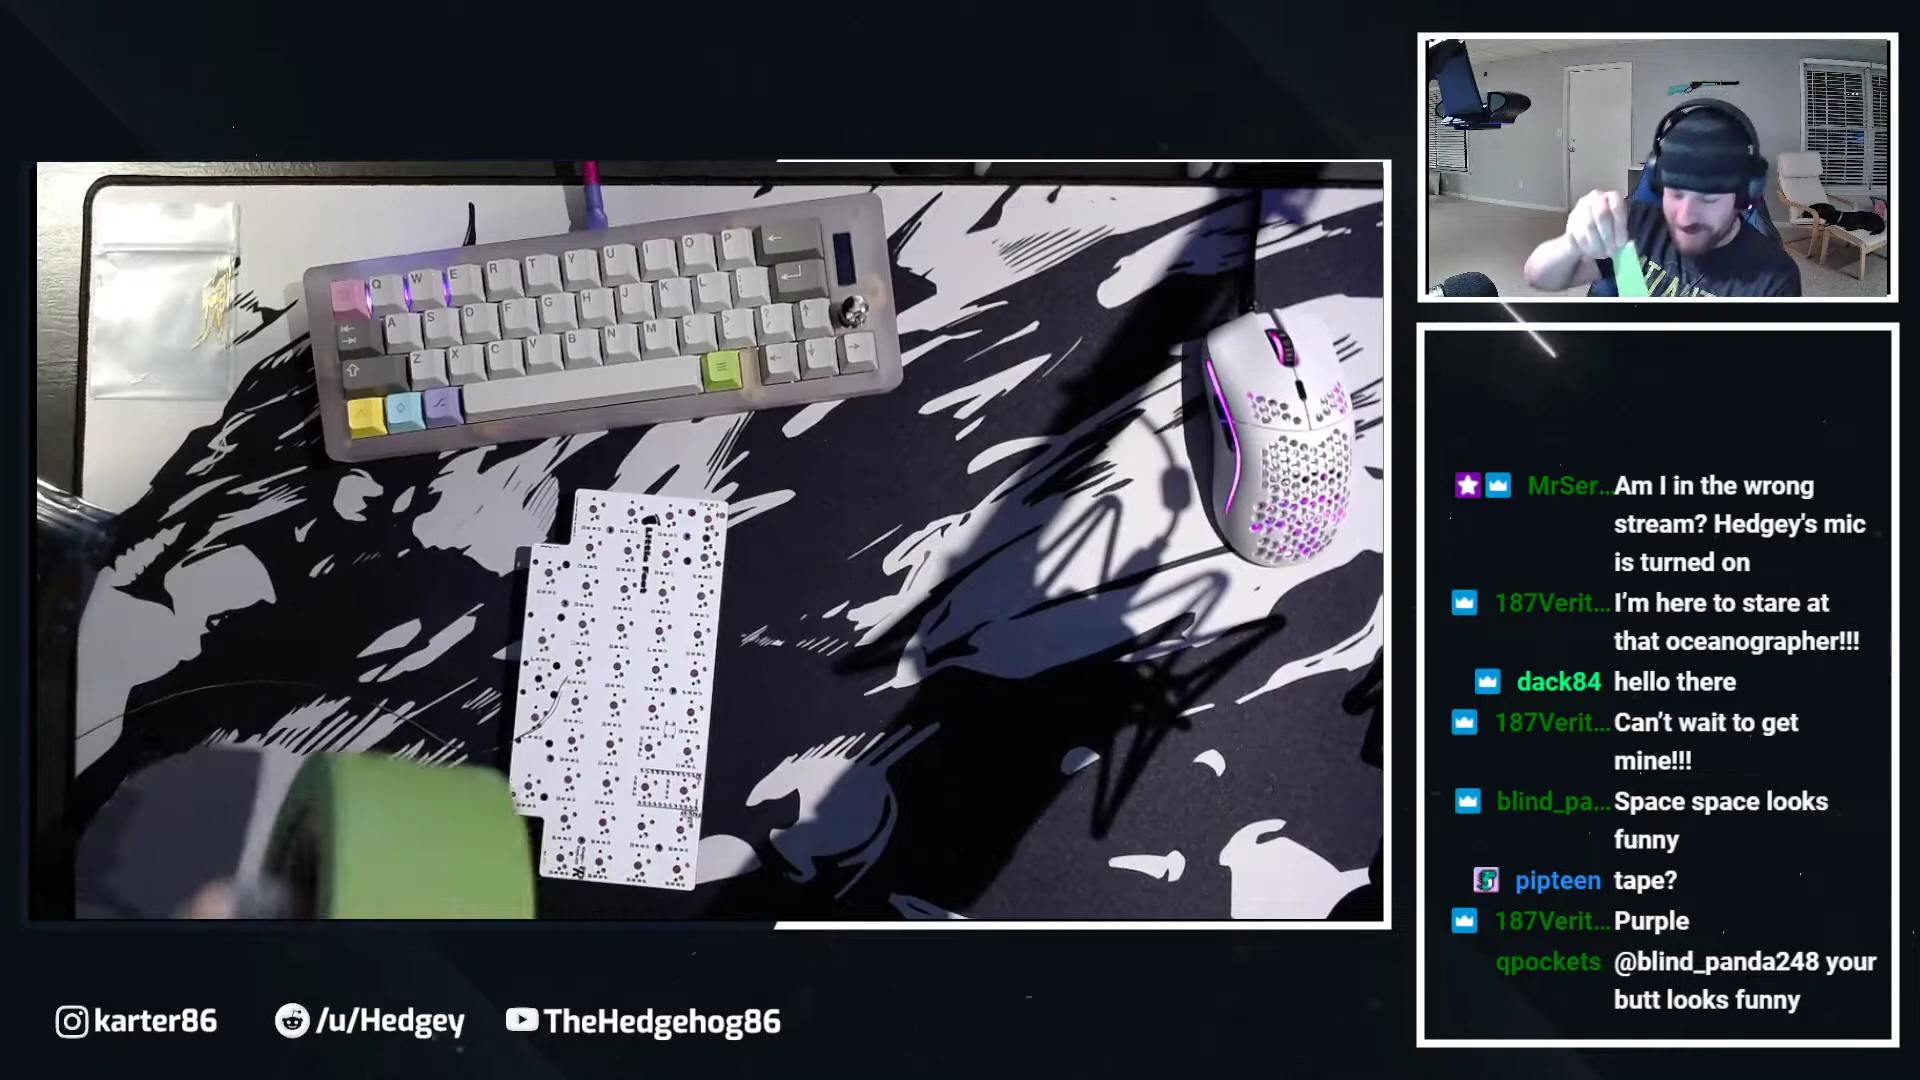 Q W E R T Y U I O P
A S D F G H J K L
Z X C V B N M < > ?
MrSer... Am I in the wrong
stream? Hedgey's mic
is turned on
187Verit... I'm here to stare at
that oceanographer!!!
dack84 hello there
187Verit... Can't wait to get
mine!!!
blind_pa... Space space looks
funny
pipteen tape?
187Verit... Purple
qpockets @blind_panda248 your
butt looks funny
karter86 /u/Hedgey TheHedgehog86